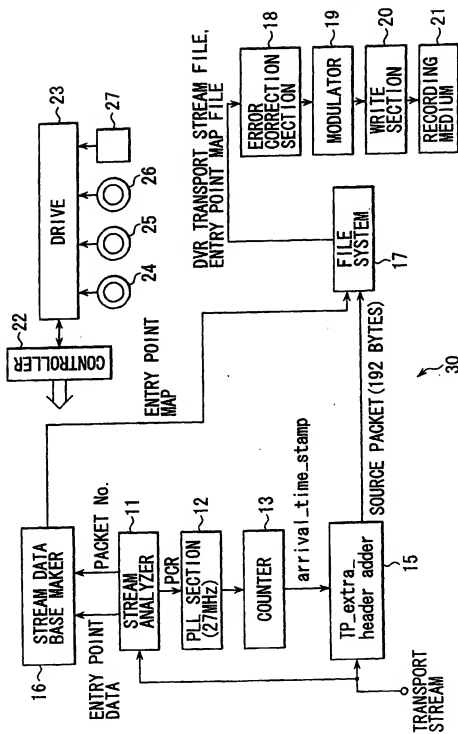 22
CONTROLLER
DRIVE
23
24
25
26
27
16
STREAM DATA
BASE MAKER
ENTRY POINT
DATA
PACKET No.
ENTRY POINT
MAP
STREAM
ANALYZER
11
PCR
PLL SECTION
(27MHz)
12
COUNTER
13
arrival_time_stamp
TP_extra_
header adder
15
TRANSPORT
STREAM
SOURCE PACKET(192 BYTES)
FILE
SYSTEM
17
DVR TRANSPORT STREAM FILE,
ENTRY POINT MAP FILE
ERROR
CORRECTION
SECTION
18
MODULATOR
19
WRITE
SECTION
20
RECORDING
MEDIUM
21
30